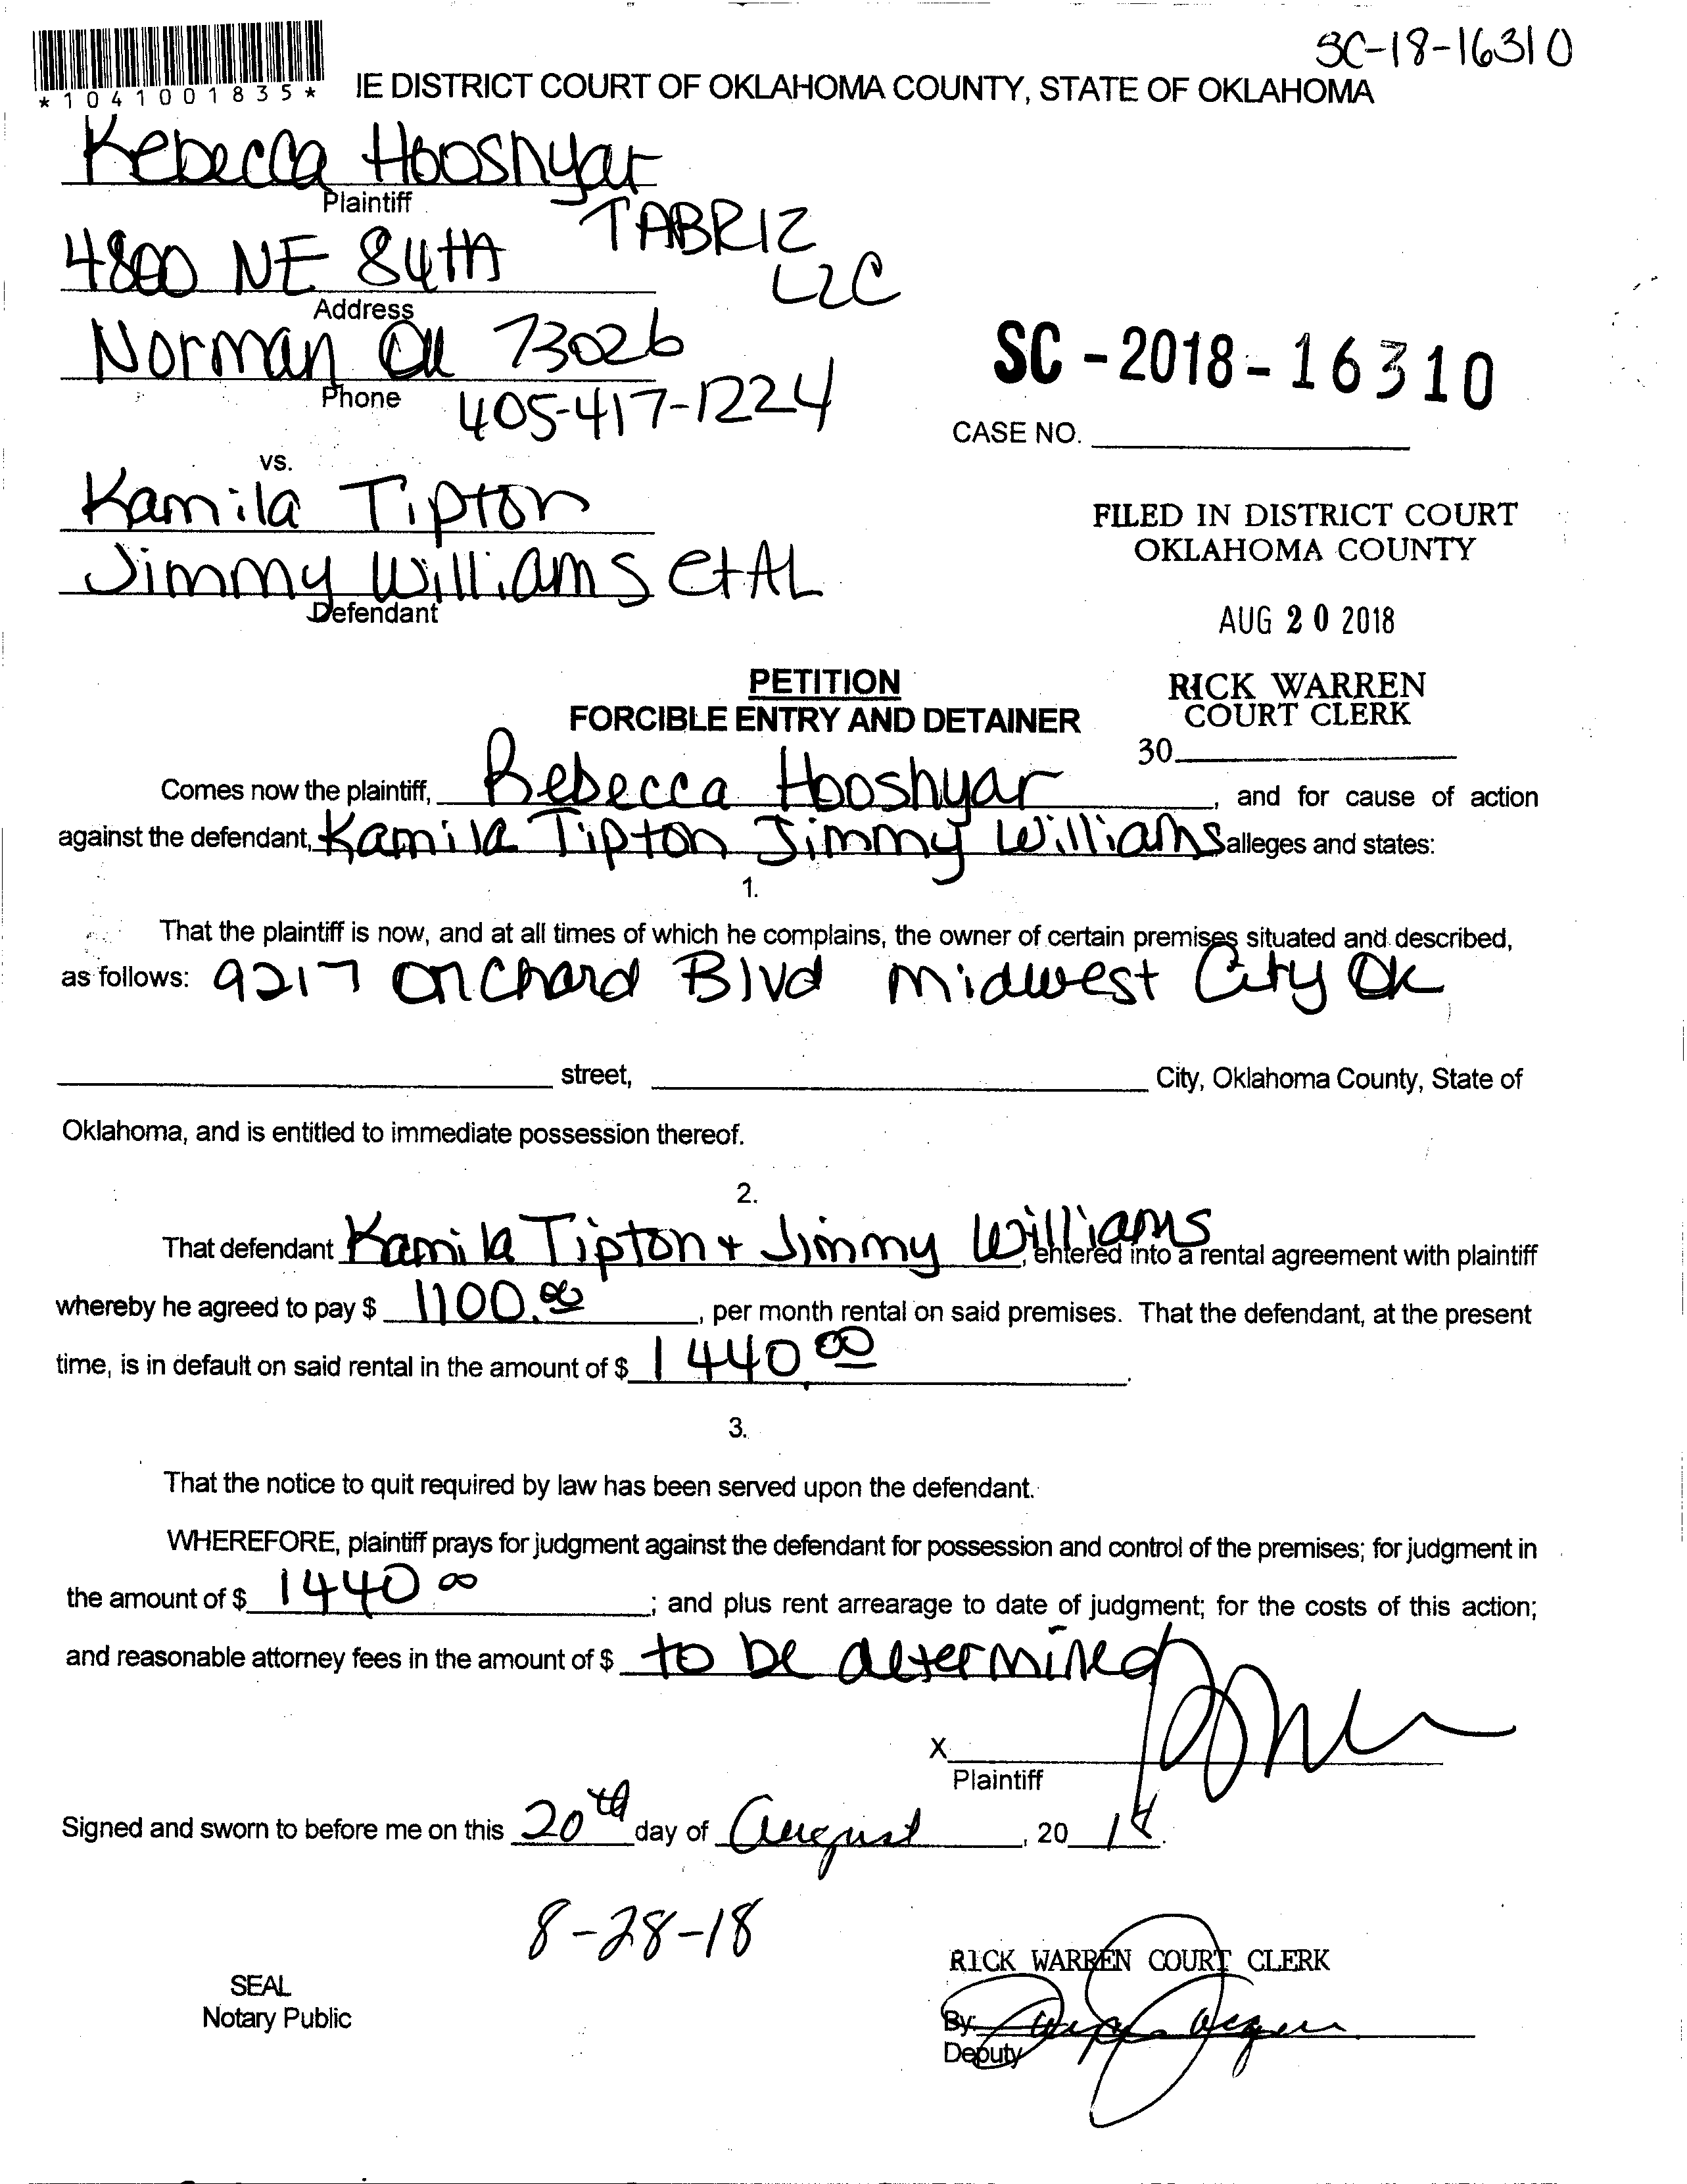 SC-18-16310
*1041001835*
IE DISTRICT COURT OF OKLAHOMA COUNTY, STATE OF OKLAHOMA
Rebecca Hooshyar
Plaintiff
TABRIZ
LLC
4800 NE 84th
Address
Norman Ok 73026
Phone
405-417-1224
SC - 2018 - 16310
CASE NO.
vs.
Kamila Tipton
Jimmy Williams et AL
Defendant
FILED IN DISTRICT COURT
OKLAHOMA COUNTY
AUG 20 2018
RICK WARREN
COURT CLERK
30
PETITION
FORCIBLE ENTRY AND DETAINER
Comes now the plaintiff, Rebecca Hooshyar, and for cause of action
against the defendant, Kamila Tipton Jimmy Williams alleges and states:
1.
That the plaintiff is now, and at all times of which he complains, the owner of certain premises situated and described,
as follows: 9217 Orchard Blvd Midwest City Ok
street, City, Oklahoma County, State of
Oklahoma, and is entitled to immediate possession thereof.
2.
That defendant Kamila Tipton + Jimmy Williams, entered into a rental agreement with plaintiff
whereby he agreed to pay $ 1100.00, per month rental on said premises. That the defendant, at the present
time, is in default on said rental in the amount of $ 1440.00.
3.
That the notice to quit required by law has been served upon the defendant.
WHEREFORE, plaintiff prays for judgment against the defendant for possession and control of the premises; for judgment in
the amount of $ 1440 00; and plus rent arrearage to date of judgment; for the costs of this action;
and reasonable attorney fees in the amount of $ to be determined
X
Plaintiff
Signed and sworn to before me on this 20th day of August, 2018.
8-28-18
SEAL
Notary Public
RICK WARREN COURT CLERK
By:
Deputy